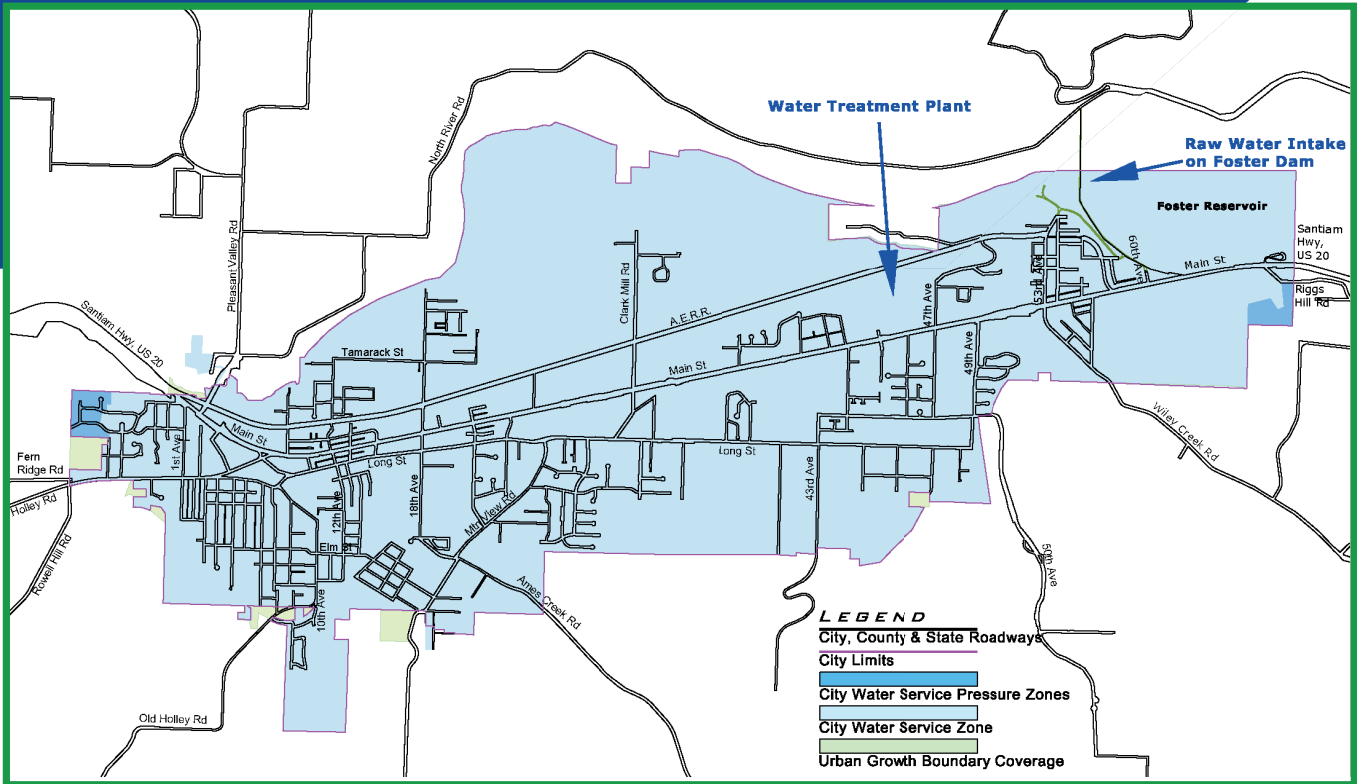 Water Treatment Plant
Raw Water Intake
on Foster Dam
North River Rd
Foster Reservoir
Santiam
Hwy,
US 20
Pleasant Valley Rd
60th Ave
Main St
53rd Ave
Riggs
Hill Rd
Clark Mill Rd
47th Ave
Santiam Hwy, US 20
A.E.R.R.
49th Ave
Tamarack St
Main St
Wiley Creek Rd
Main St
1st Ave
Fern
Ridge Rd
Long St
Long St
43rd Ave
Holley Rd
12th Ave
18th Ave
Mtn View Rd
Elm St
Rowell Hill Rd
50th Ave
Ames Creek Rd
10th Ave
Old Holley Rd
LEGEND
City, County & State Roadways
City Limits
City Water Service Pressure Zones
City Water Service Zone
Urban Growth Boundary Coverage